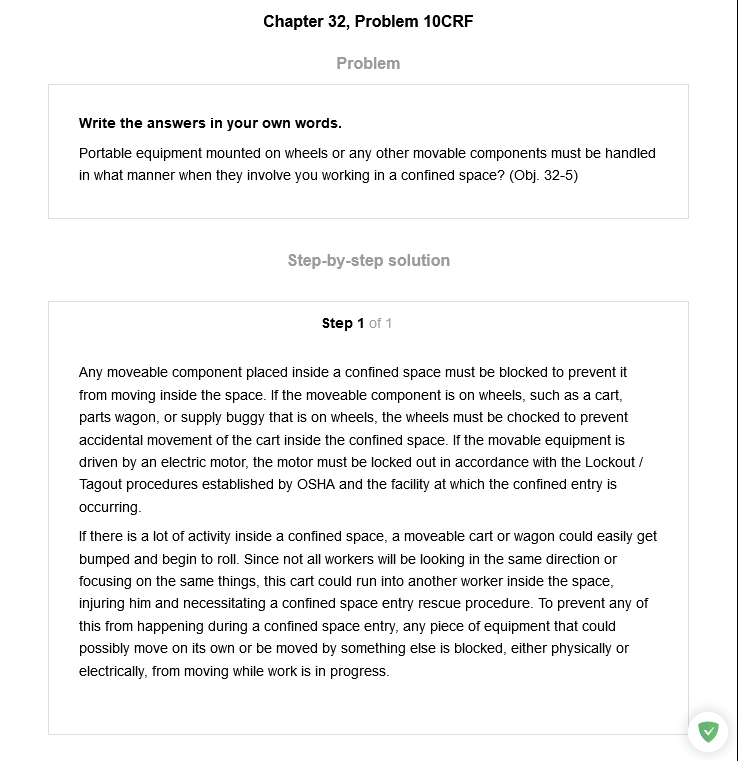 Chapter 32, Problem 10CRF
Problem
Write the answers in your own words.
Portable equipment mounted on wheels or any other movable components must be handled
in what manner when they involve you working in a confined space? (Obj. 32-5)
Step-by-step solution
Step 1 of 1
Any moveable component placed inside a confined space must be blocked to prevent it
from moving inside the space. If the moveable component is on wheels, such as a cart,
parts wagon, or supply buggy that is on wheels, the wheels must be chocked to prevent
accidental movement of the cart inside the confined space. If the movable equipment is
driven by an electric motor, the motor must be locked out in accordance with the Lockout /
Tagout procedures established by OSHA and the facility at which the confined entry is
occurring.
If there is a lot of activity inside a confined space, a moveable cart or wagon could easily get
bumped and begin to roll. Since not all workers will be looking in the same direction or
focusing on the same things, this cart could run into another worker inside the space,
injuring him and necessitating a confined space entry rescue procedure. To prevent any of
this from happening during a confined space entry, any piece of equipment that could
possibly move on its own or be moved by something else is blocked, either physically or
electrically, from moving while work is in progress.